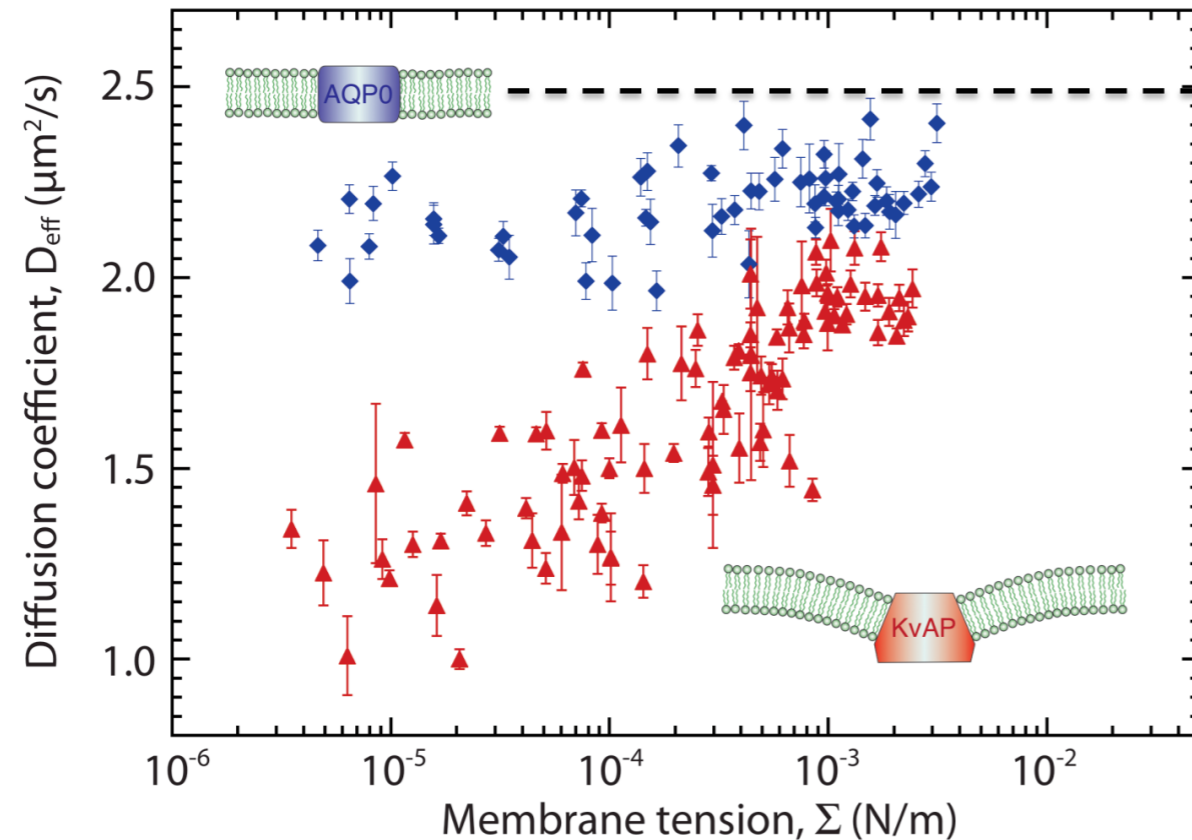 Diffusion coefficient, D_eff (μm²/s)
2.5
2.0
1.5
1.0
AQP0
KvAP
10⁻⁶
10⁻⁵
10⁻⁴
10⁻³
10⁻²
Membrane tension, Σ (N/m)